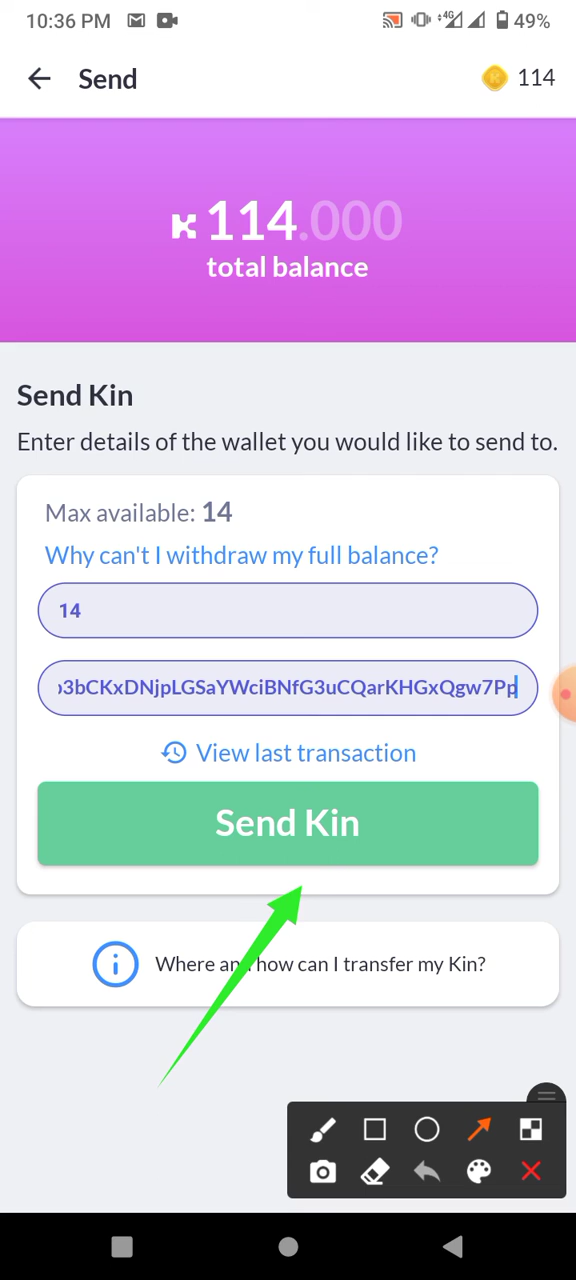 10:36 PM 4G 49%
Send 114
114.000
total balance
Send Kin
Enter details of the wallet you would like to send to.
Max available: 14
Why can't I withdraw my full balance?
14
3bCKxDNjpLGSaYWciBNfG3uCQarKHGxQgw7Pp
View last transaction
Send Kin
Where and how can I transfer my Kin?